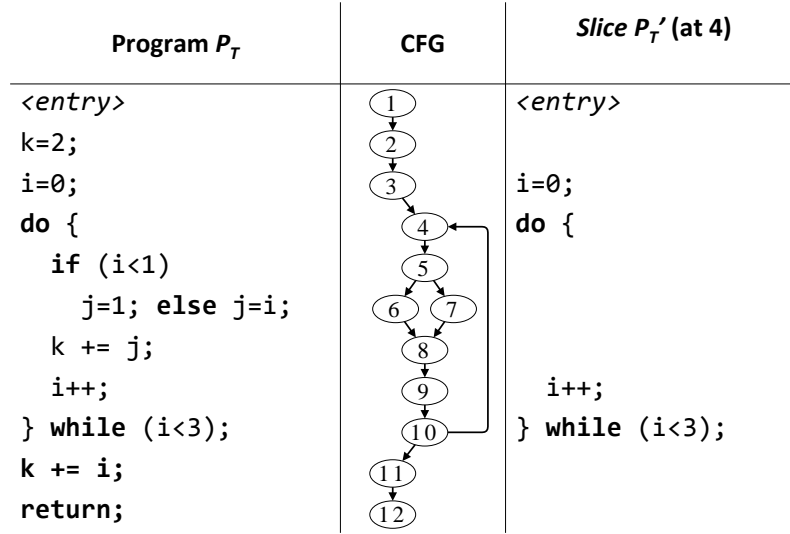 Program P_T CFG Slice P_T' (at 4)
<entry> 1 <entry>
k=2; 2
i=0; 3 i=0;
do { 4 do {
if (i<1) 5
j=1; else j=i; 6 7
k += j; 8
i++; 9 i++;
} while (i<3); 10 } while (i<3);
k += i; 11
return; 12